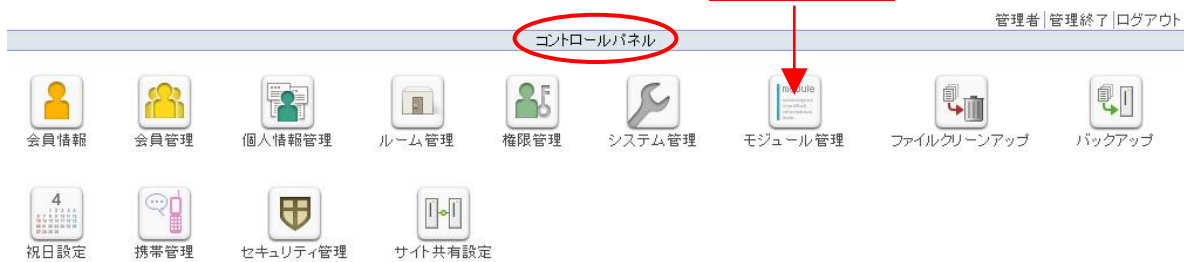 管理者|管理終了|ログアウト
コントロールパネル
module
会員情報
会員管理
個人情報管理
ルーム管理
権限管理
システム管理
モジュール管理
ファイルクリーンアップ
バックアップ
4
祝日設定
携帯管理
セキュリティ管理
サイト共有設定